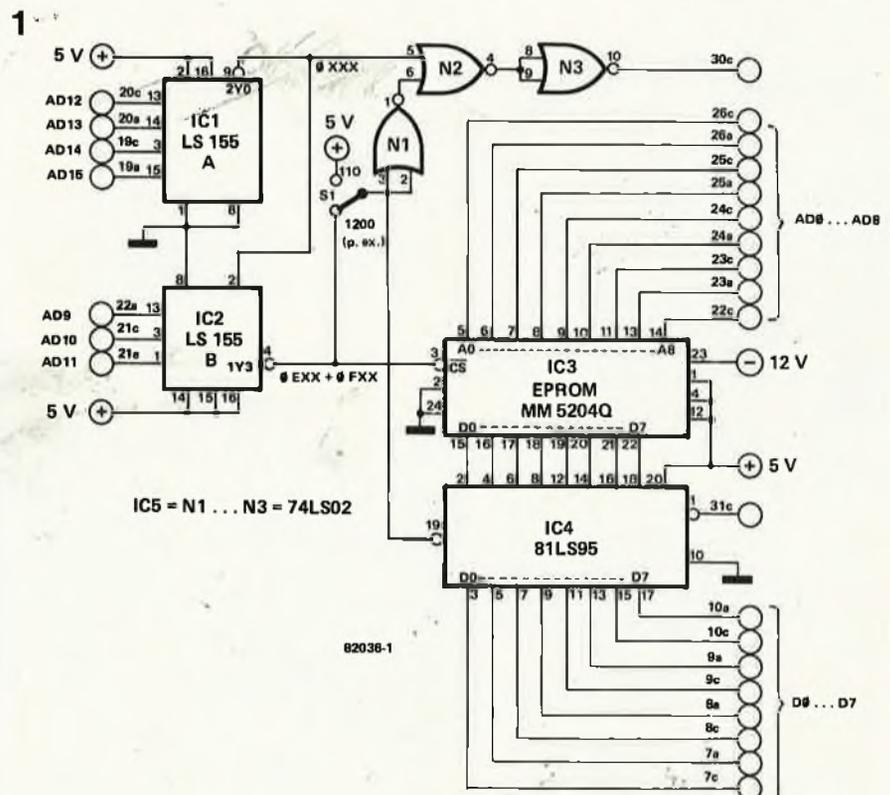 1
5 V +
2 16 9
2Y0
IC1
LS 155
A
AD12 20c 13
AD13 20a 14
AD14 19c 3
AD15 19a 15
1 8
Ø XXX
5 6 N2 4
8 9 N3 10
30c
1 N1 3 2
5 V +
110
S1
1200
(p. ex.)
8 2
IC2
LS 155
B
1Y3 4
AD9 22a 13
AD10 21c 3
AD11 21a 1
5 V +
14 15 16
Ø EXX + Ø FXX
26c
26a
25c
25a
24c
24a
23c
23a
22c
ADØ ... AD8
5 6 7 8 9 10 11 13 14
A0 A8
3 CS
2
24
IC3
EPROM
MM 5204Q
23 − 12 V
1
4
12
D0 D7
15 16 17 18 19 20 21 22
+ 5 V
2 4 6 8 12 14 16 18 20
19
IC4
81LS95
1 31c
10
D0 D7
3 5 7 9 11 13 15 17
IC5 = N1 ... N3 = 74LS02
82036-1
10a
10c
9a
9c
8a
8c
7a
7c
DØ ... D7